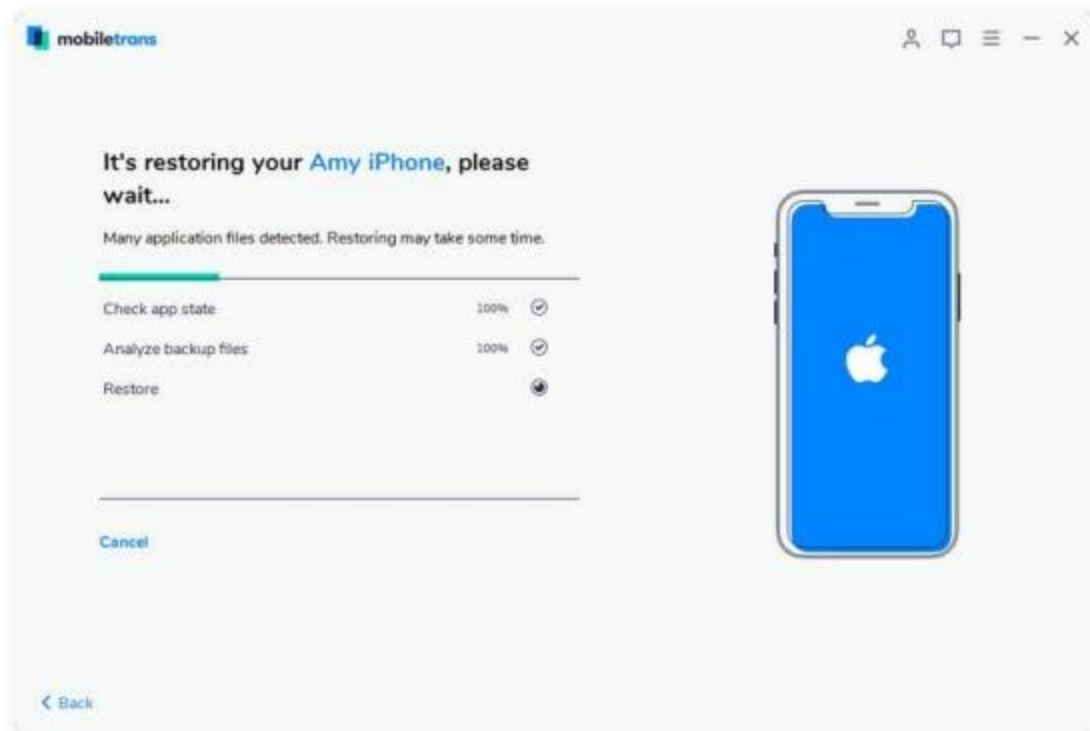 mobiletrans
It's restoring your Amy iPhone, please
wait...
Many application files detected. Restoring may take some time.
Check app state 100%
Analyze backup files 100%
Restore
Cancel
Back